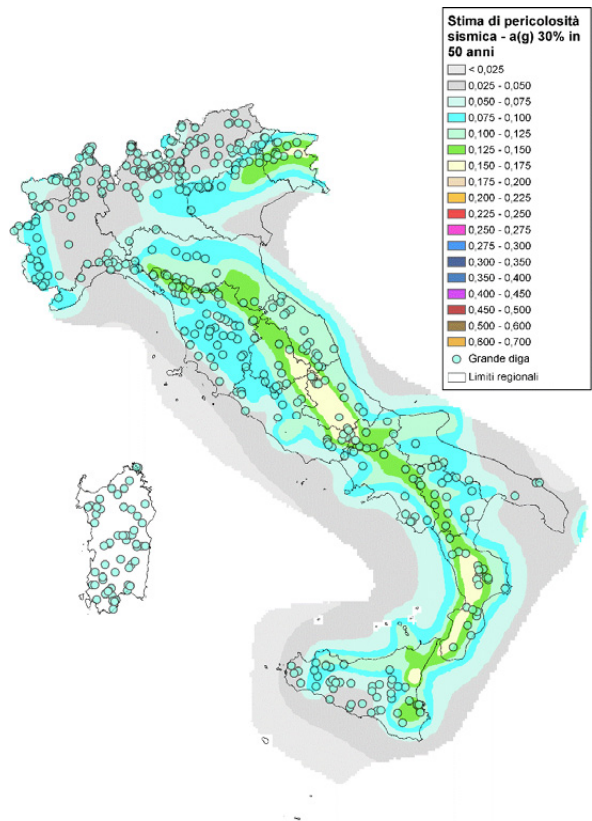 Stima di pericolosità
sismica - a(g) 30% in
50 anni
< 0,025
0,025 - 0,050
0,050 - 0,075
0,075 - 0,100
0,100 - 0,125
0,125 - 0,150
0,150 - 0,175
0,175 - 0,200
0,200 - 0,225
0,225 - 0,250
0,250 - 0,275
0,275 - 0,300
0,300 - 0,350
0,350 - 0,400
0,400 - 0,450
0,450 - 0,500
0,500 - 0,600
0,600 - 0,700
Grande diga
Limiti regionali